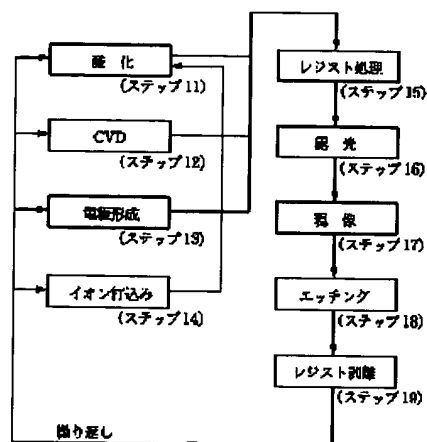 酸化
(ステップ11)
CVD
(ステップ12)
電極形成
(ステップ13)
イオン打込み
(ステップ14)
レジスト処理
(ステップ15)
露光
(ステップ16)
現像
(ステップ17)
エッチング
(ステップ18)
レジスト剥離
(ステップ19)
繰り返し